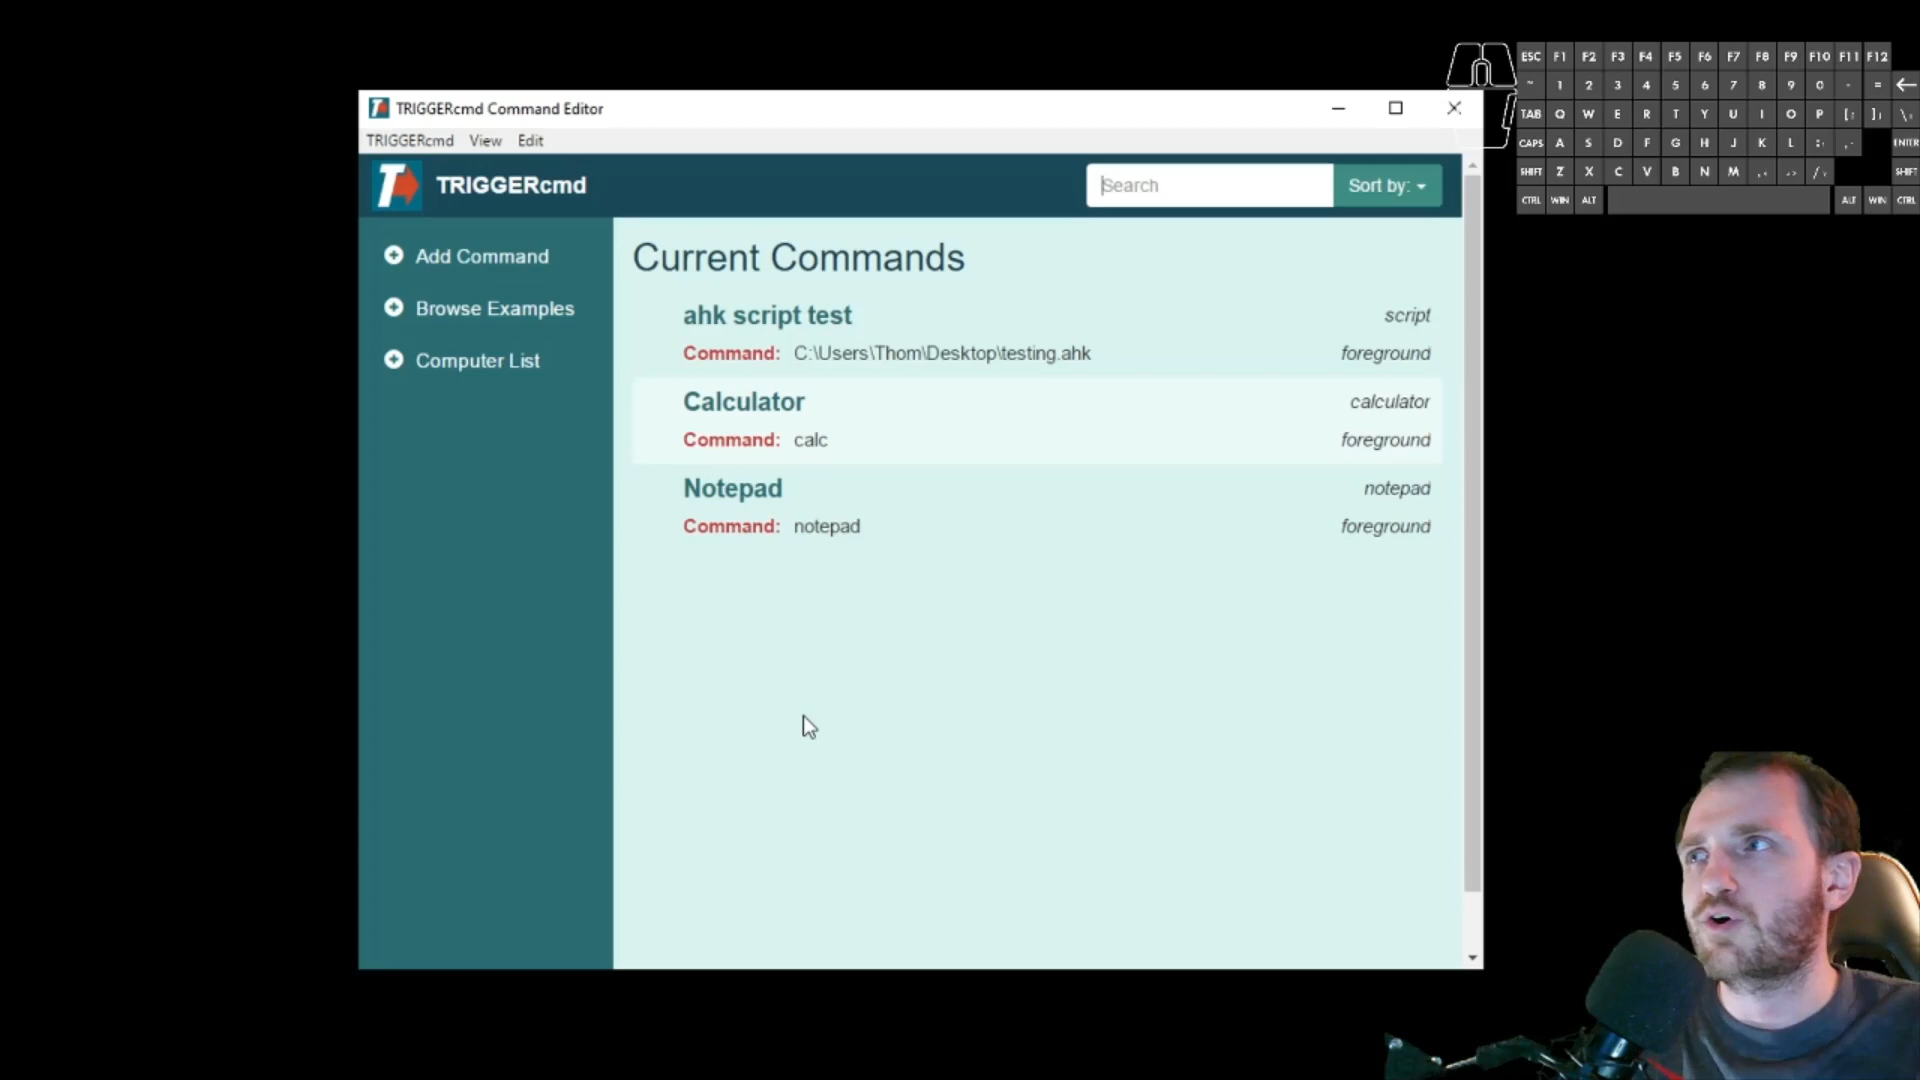 TRIGGERcmd Command Editor
TRIGGERcmd View Edit
TRIGGERcmd
Search
Sort by:
Add Command
Browse Examples
Computer List
Current Commands
ahk script test
script
Command: C:\Users\Thom\Desktop\testing.ahk
foreground
Calculator
calculator
Command: calc
foreground
Notepad
notepad
Command: notepad
foreground
ESC F1 F2 F3 F4 F5 F6 F7 F8 F9 F10 F11 F12
~ 1 2 3 4 5 6 7 8 9 0 - =
TAB Q W E R T Y U I O P
CAPS A S D F G H J K L ENTER
SHIFT Z X C V B N M SHIFT
CTRL WIN ALT ALT WIN CTRL